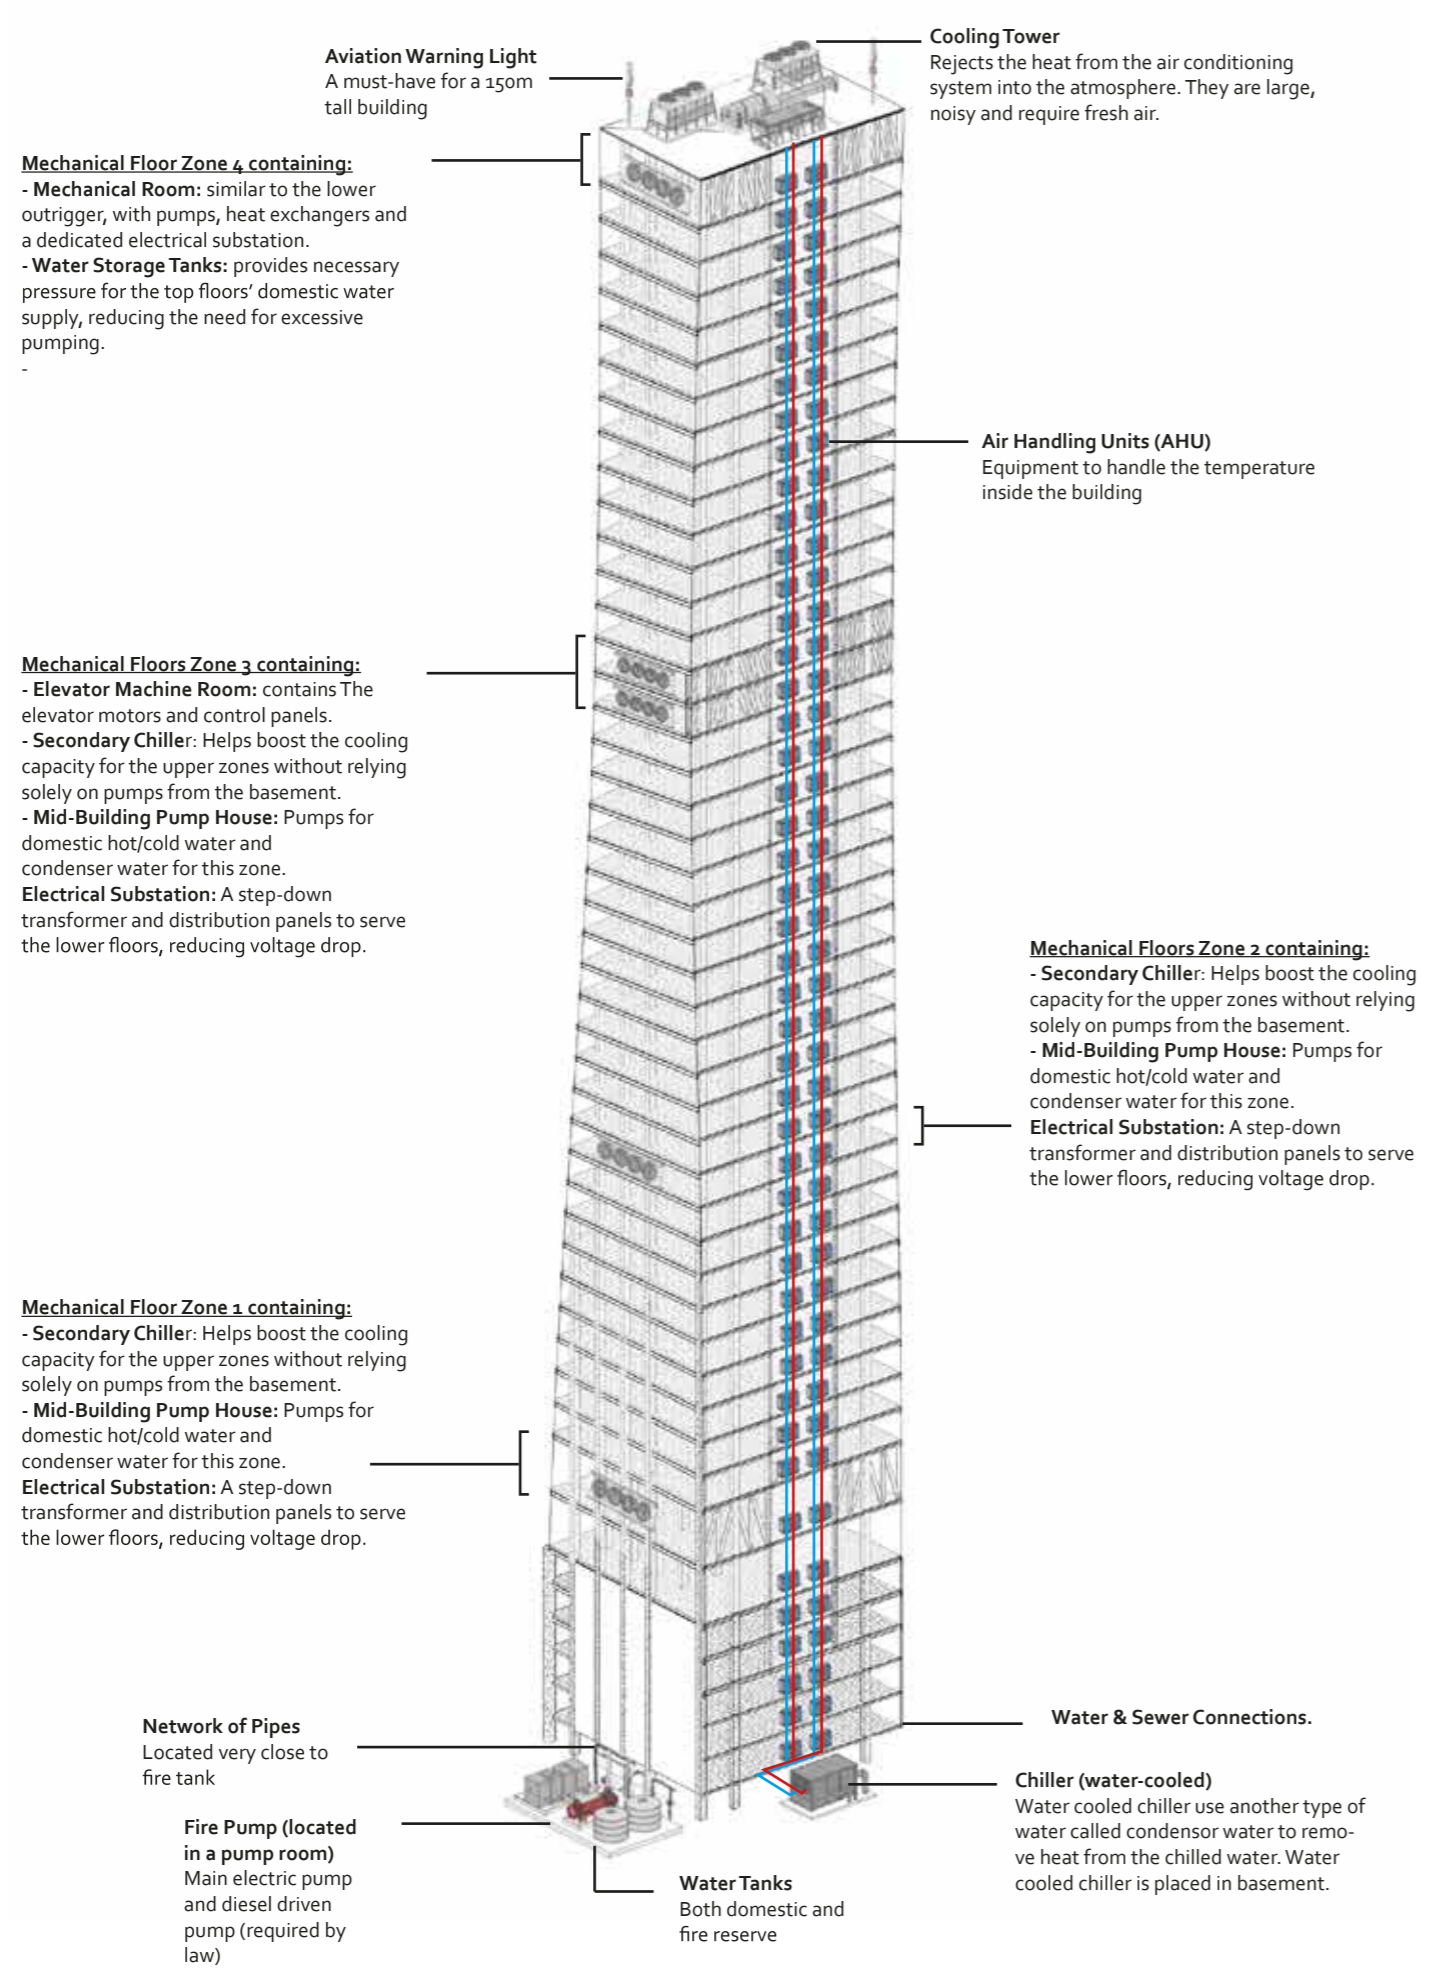 Aviation Warning Light
A must-have for a 150m
tall building
Cooling Tower
Rejects the heat from the air conditioning
system into the atmosphere. They are large,
noisy and require fresh air.
Mechanical Floor Zone 4 containing:
- Mechanical Room: similar to the lower
outrigger, with pumps, heat exchangers and
a dedicated electrical substation.
- Water Storage Tanks: provides necessary
pressure for the top floors’ domestic water
supply, reducing the need for excessive
pumping.
-
Air Handling Units (AHU)
Equipment to handle the temperature
inside the building
Mechanical Floors Zone 3 containing:
- Elevator Machine Room: contains The
elevator motors and control panels.
- Secondary Chiller: Helps boost the cooling
capacity for the upper zones without relying
solely on pumps from the basement.
- Mid-Building Pump House: Pumps for
domestic hot/cold water and
condenser water for this zone.
Electrical Substation: A step-down
transformer and distribution panels to serve
the lower floors, reducing voltage drop.
Mechanical Floors Zone 2 containing:
- Secondary Chiller: Helps boost the cooling
capacity for the upper zones without relying
solely on pumps from the basement.
- Mid-Building Pump House: Pumps for
domestic hot/cold water and
condenser water for this zone.
Electrical Substation: A step-down
transformer and distribution panels to serve
the lower floors, reducing voltage drop.
Mechanical Floor Zone 1 containing:
- Secondary Chiller: Helps boost the cooling
capacity for the upper zones without relying
solely on pumps from the basement.
- Mid-Building Pump House: Pumps for
domestic hot/cold water and
condenser water for this zone.
Electrical Substation: A step-down
transformer and distribution panels to serve
the lower floors, reducing voltage drop.
Network of Pipes
Located very close to
fire tank
Water & Sewer Connections.
Chiller (water-cooled)
Water cooled chiller use another type of
water called condensor water to remo-
ve heat from the chilled water. Water
cooled chiller is placed in basement.
Fire Pump (located
in a pump room)
Main electric pump
and diesel driven
pump (required by
law)
Water Tanks
Both domestic and
fire reserve